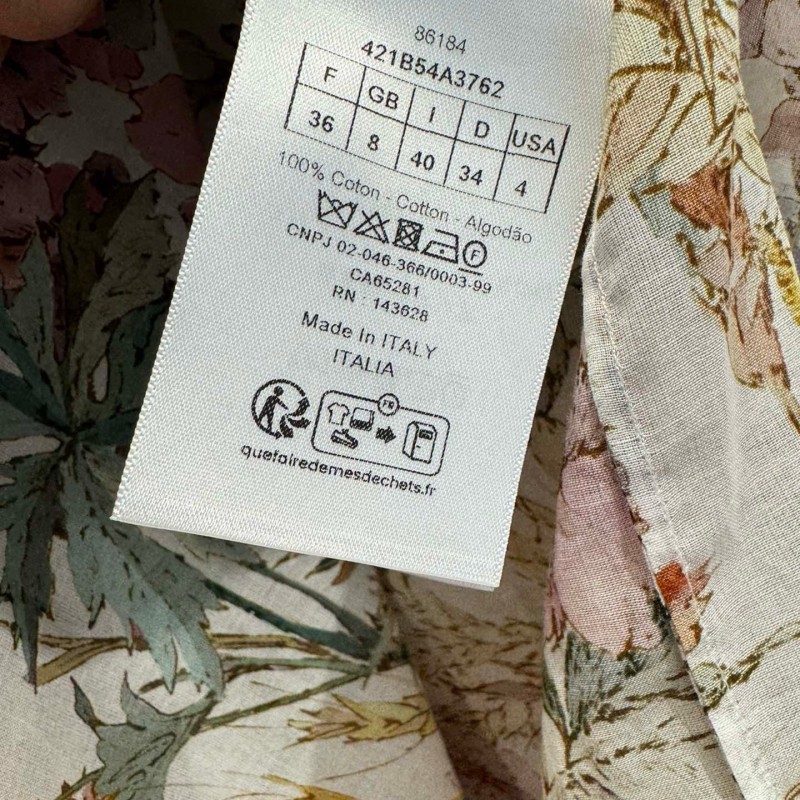 86184
421B54A3762
F GB I D USA
36 8 40 34 4
100% Coton - Cotton - Algodão
F
CNPJ 02-046-366/0003-99
CA65281
RN : 143628
Made In ITALY
ITALIA
FR
quefairedemesdechets.fr